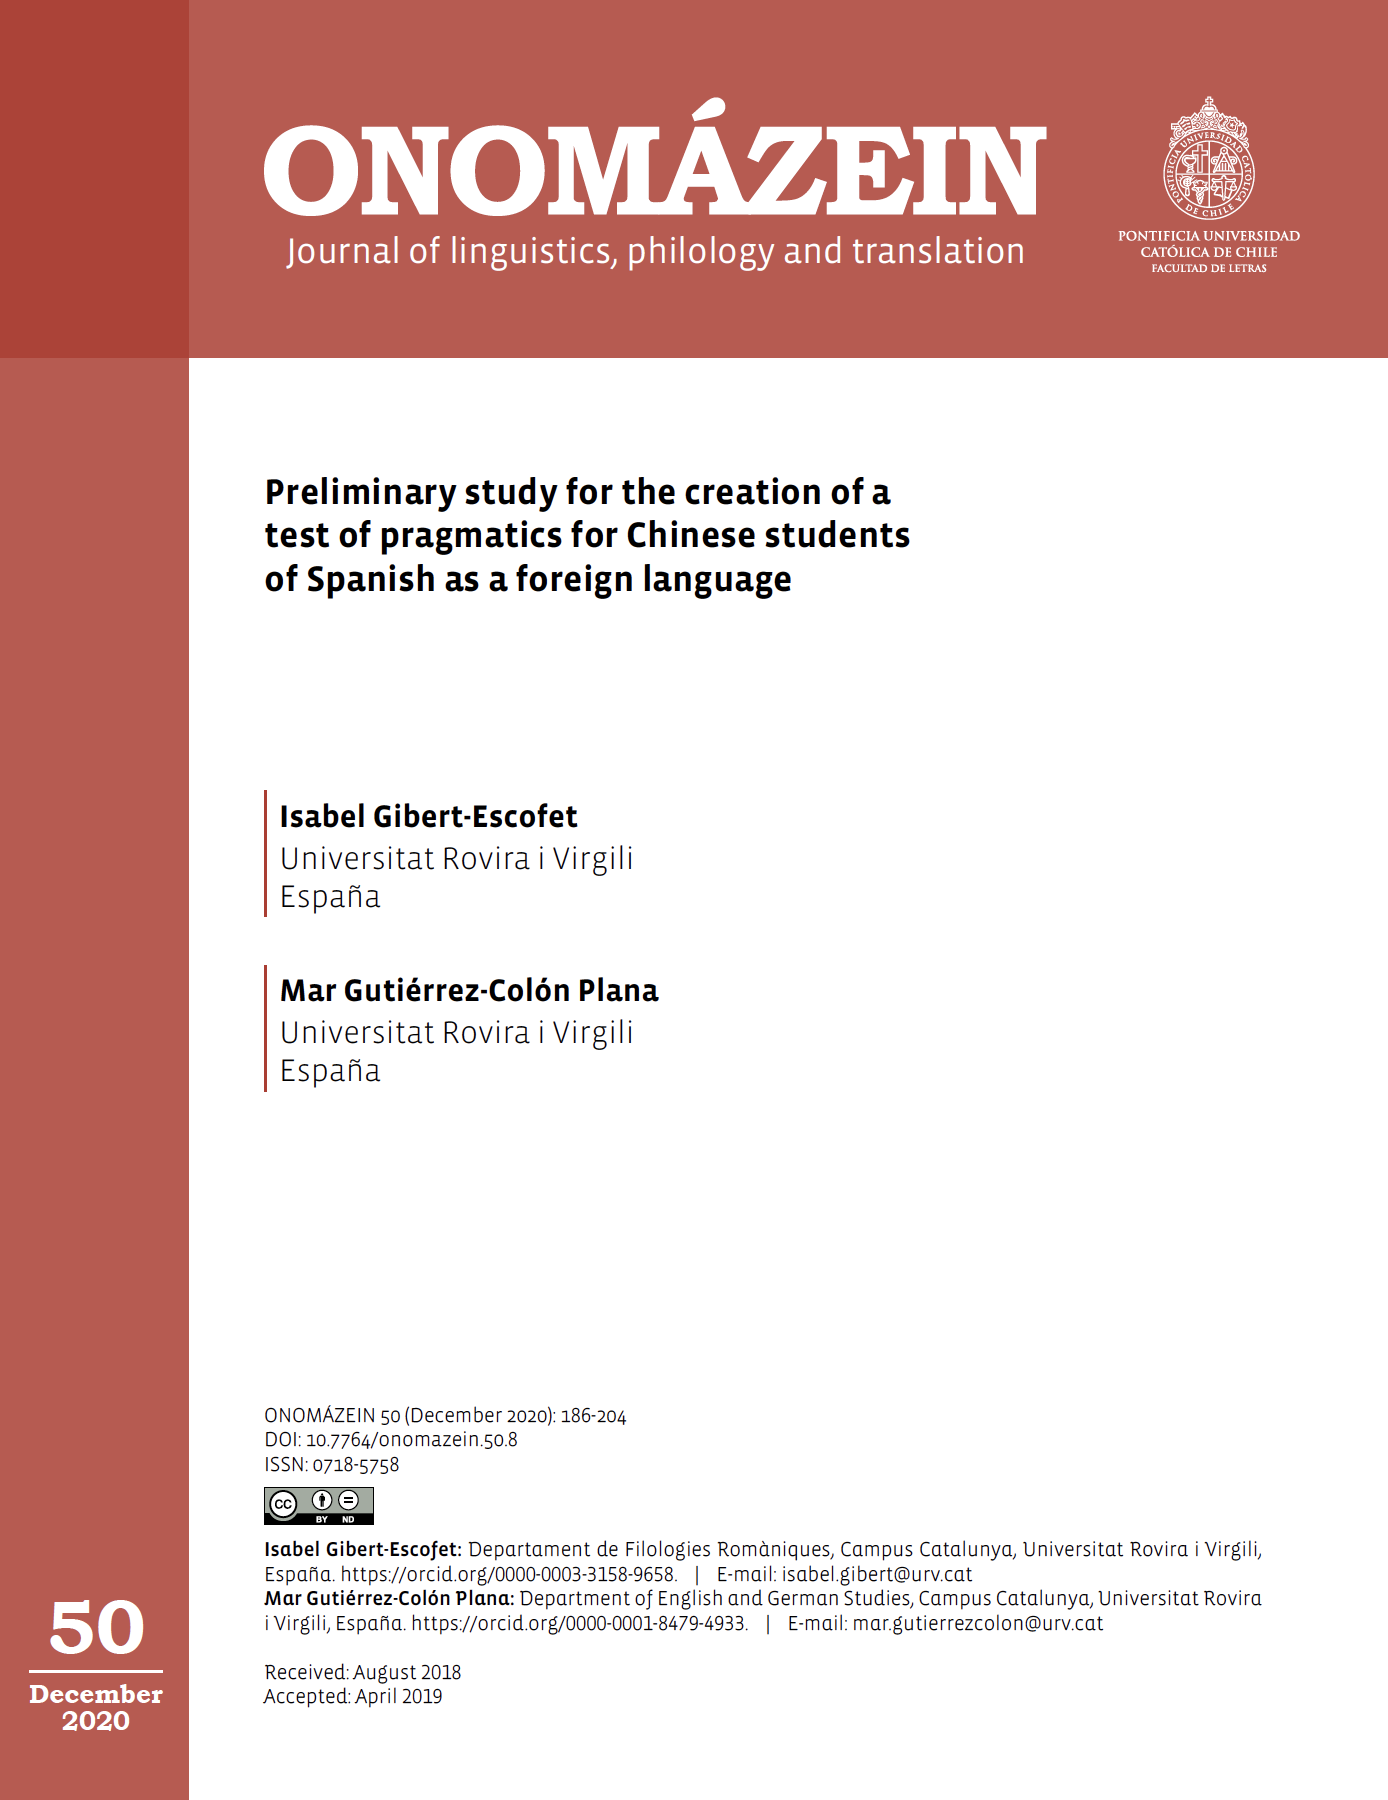 ONOMÁZEIN
Journal of linguistics, philology and translation
PONTIFICIA UNIVERSIDAD CATÓLICA DE CHILE
PONTIFICIA UNIVERSIDAD
CATÓLICA DE CHILE
FACULTAD DE LETRAS
Preliminary study for the creation of a
test of pragmatics for Chinese students
of Spanish as a foreign language
Isabel Gibert-Escofet
Universitat Rovira i Virgili
España
Mar Gutiérrez-Colón Plana
Universitat Rovira i Virgili
España
ONOMÁZEIN 50 (December 2020): 186-204
DOI: 10.7764/onomazein.50.8
ISSN: 0718-5758
cc
BY ND
Isabel Gibert-Escofet: Departament de Filologies Romàniques, Campus Catalunya, Universitat Rovira i Virgili,
España. https://orcid.org/0000-0003-3158-9658. | E-mail: isabel.gibert@urv.cat
Mar Gutiérrez-Colón Plana: Department of English and German Studies, Campus Catalunya, Universitat Rovira
i Virgili, España. https://orcid.org/0000-0001-8479-4933. | E-mail: mar.gutierrezcolon@urv.cat
Received: August 2018
Accepted: April 2019
50
December
2020